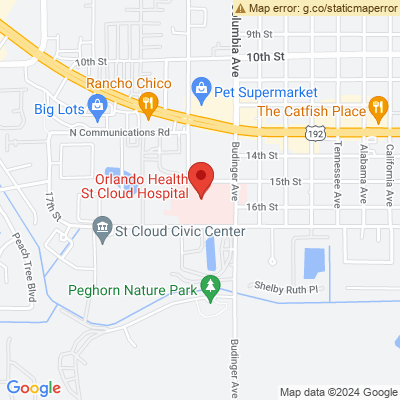 Map error: g.co/staticmaperror
Columbia Ave
9th St
10th St
10th St
Rancho Chico
Pet Supermarket
Big Lots
The Catfish Place
N Communications Rd
192
14th St
Orlando Health
St Cloud Hospital
15th St
16th St
17th St
Budinger Ave
Tennessee Ave
Alabama Ave
California Ave
St Cloud Civic Center
Peach Tree Blvd
Peghorn Nature Park
Shelby Ruth Pl
Budinger Ave
Google
Map data ©2024 Google